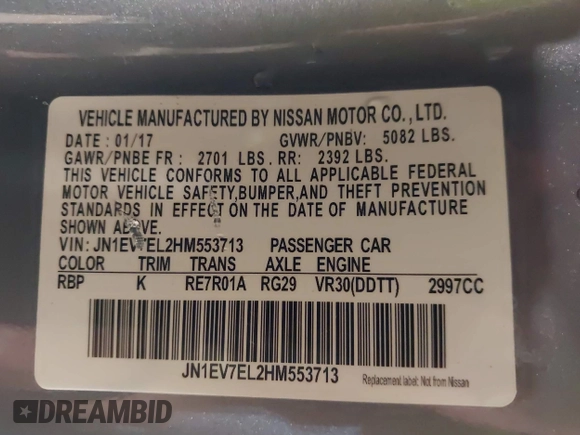 VEHICLE MANUFACTURED BY NISSAN MOTOR CO., LTD.
DATE: 01/17 GVWR/PNBV: 5082 LBS.
GAWR/PNBE FR: 2701 LBS. RR: 2392 LBS.
THIS VEHICLE CONFORMS TO ALL APPLICABLE FEDERAL
MOTOR VEHICLE SAFETY,BUMPER,AND THEFT PREVENTION
STANDARDS IN EFFECT ON THE DATE OF MANUFACTURE
SHOWN ABOVE.
VIN: JN1EV7EL2HM553713 PASSENGER CAR
COLOR TRIM TRANS AXLE ENGINE
RBP K RE7R01A RG29 VR30(DDTT) 2997CC
JN1EV7EL2HM553713
Replacement label: Not from Nissan
DREAMBID